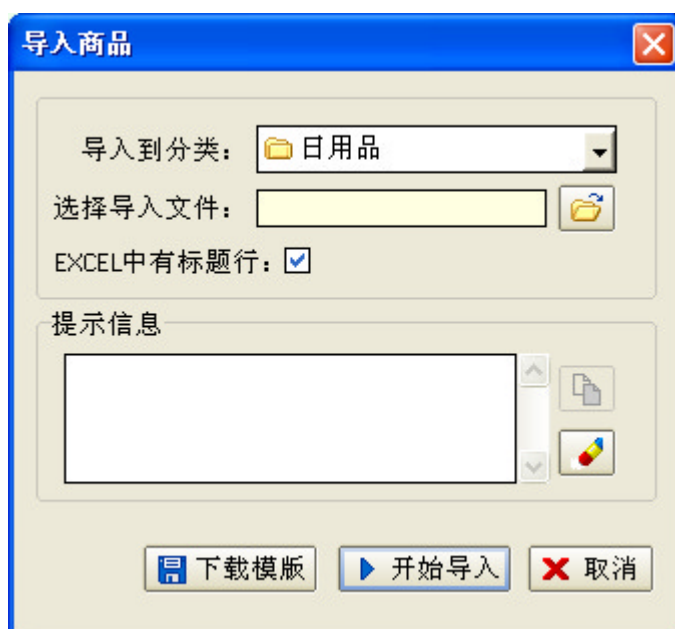 导入商品
导入到分类: 日用品
选择导入文件:
EXCEL中有标题行:
提示信息
下载模版 开始导入 取消